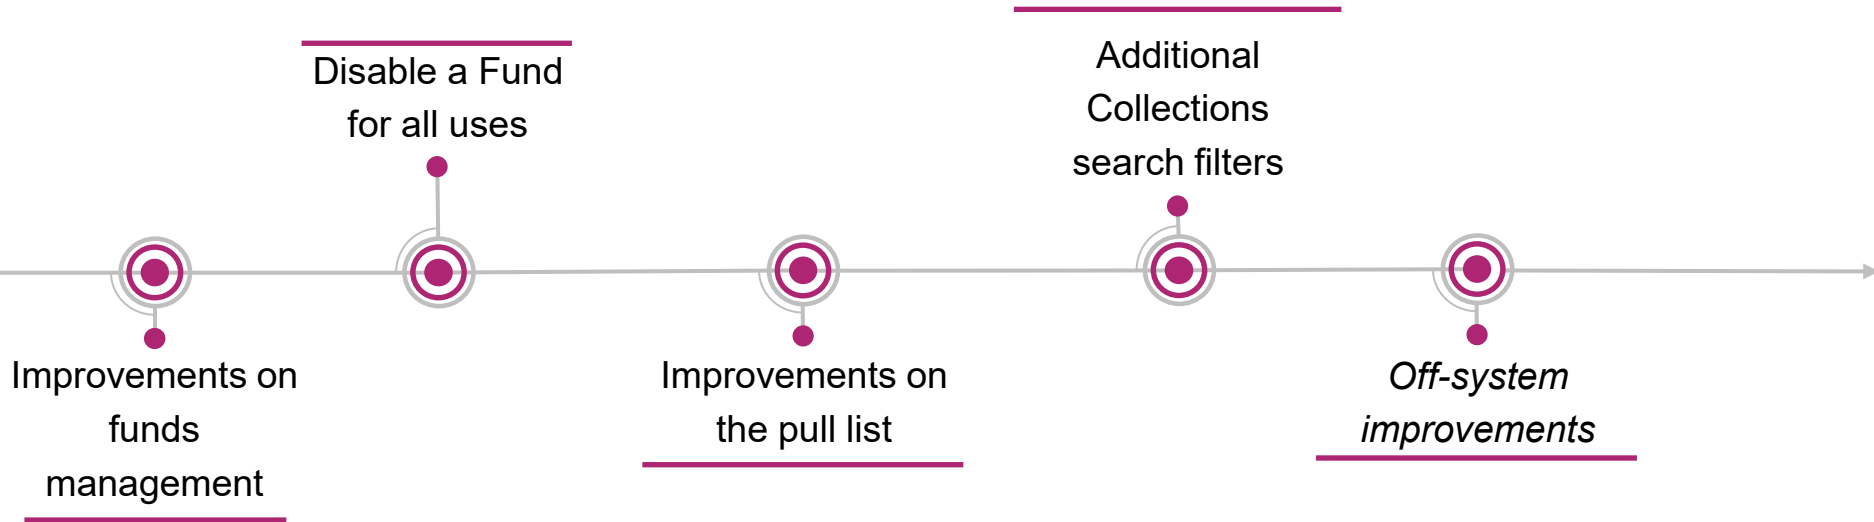 Improvements on
funds
management
Disable a Fund
for all uses
Improvements on
the pull list
Additional
Collections
search filters
Off-system
improvements